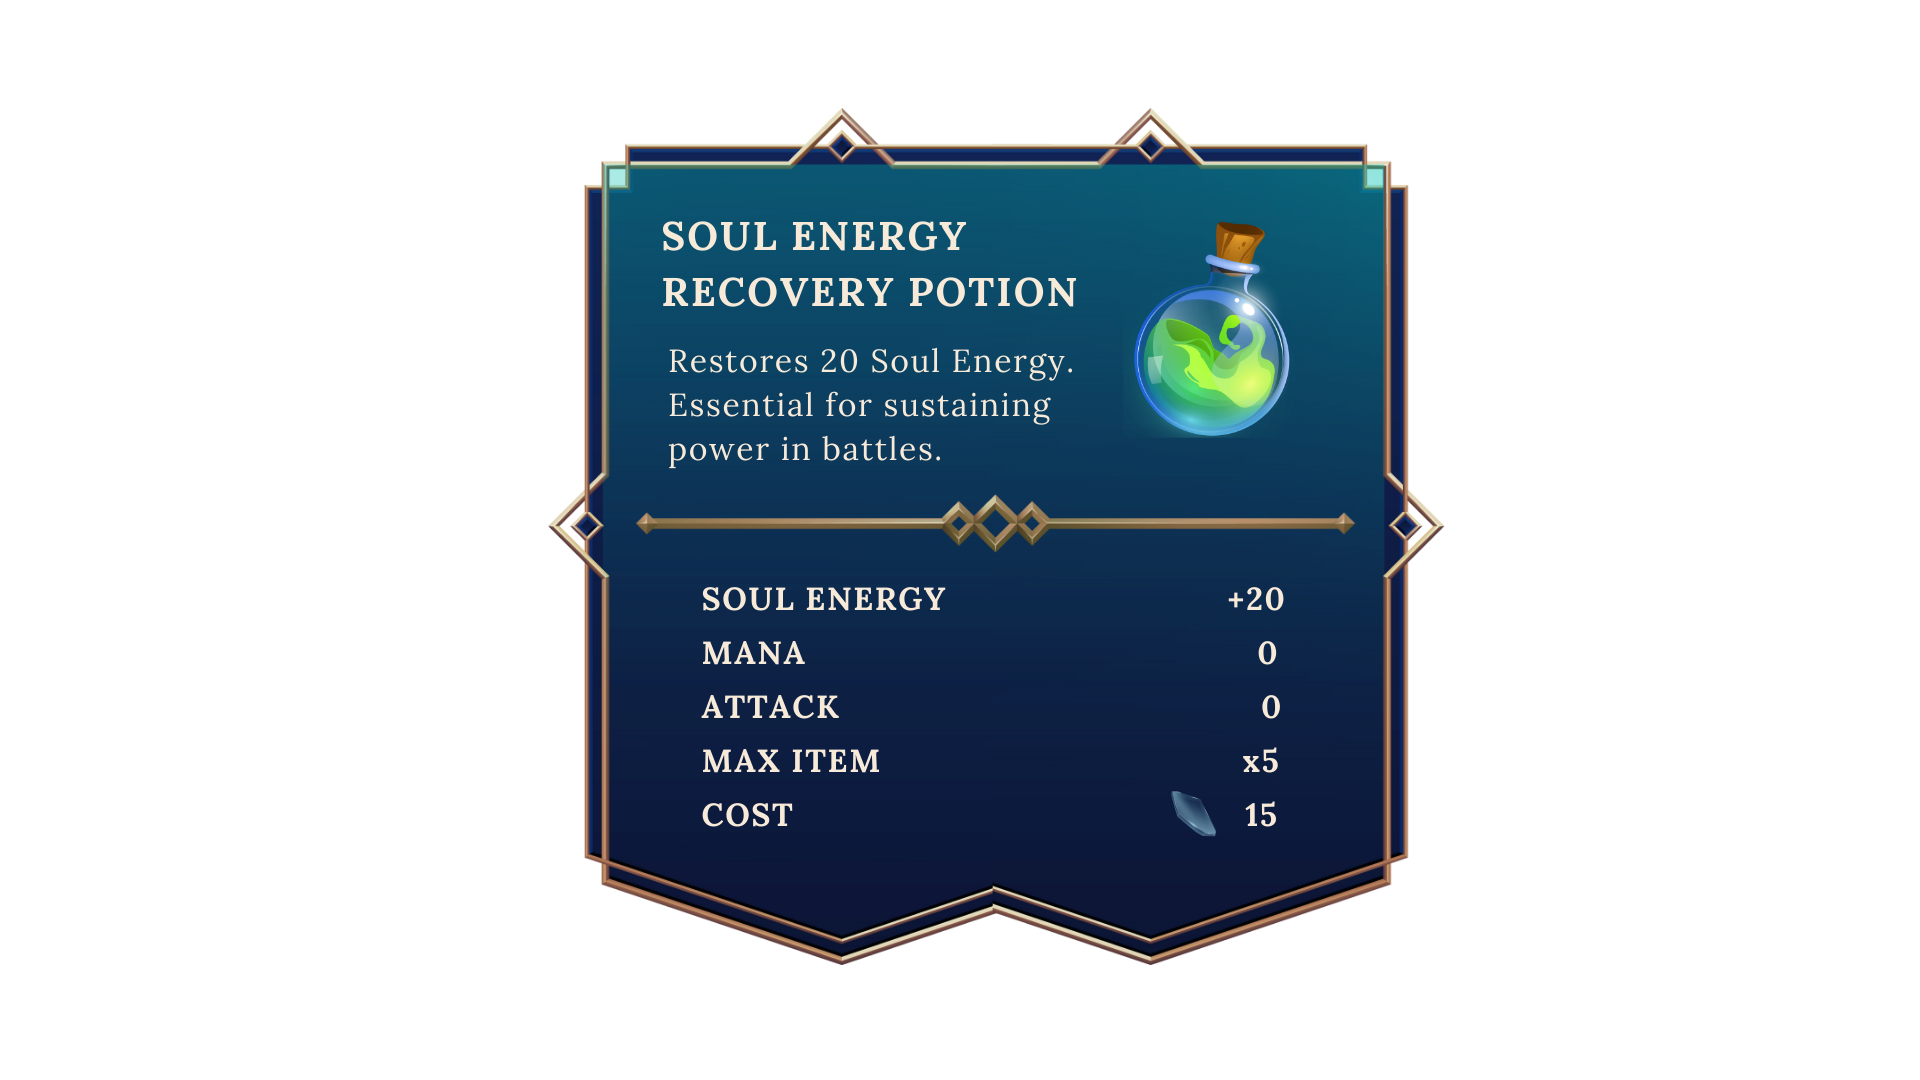 SOUL ENERGY
RECOVERY POTION
Restores 20 Soul Energy.
Essential for sustaining
power in battles.
SOUL ENERGY +20
MANA 0
ATTACK 0
MAX ITEM x5
COST 15